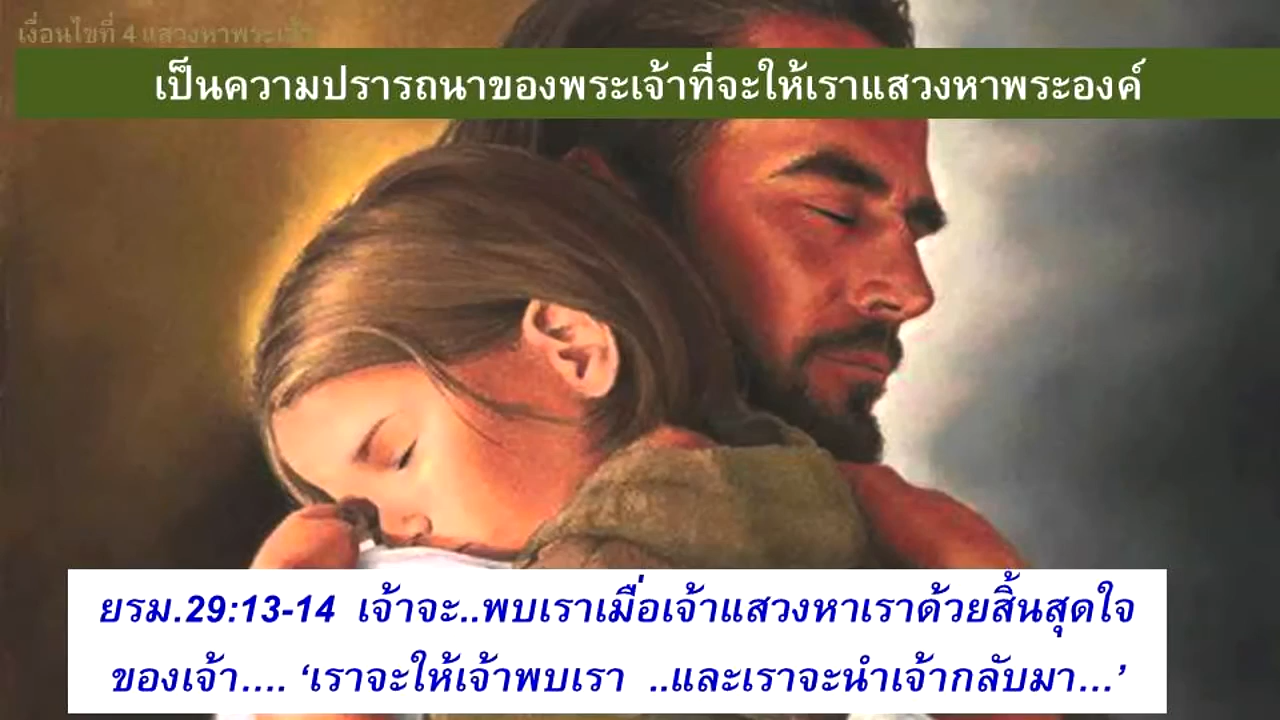 เงื่อนไขที่ 4 แสวงหาพระเจ้า
เป็นความปรารถนาของพระเจ้าที่จะให้เราแสวงหาพระองค์
ยรม.29:13-14 เจ้าจะ..พบเราเมื่อเจ้าแสวงหาเราด้วยสิ้นสุดใจ
ของเจ้า…. ‘เราจะให้เจ้าพบเรา ..และเราจะนำเจ้ากลับมา…’